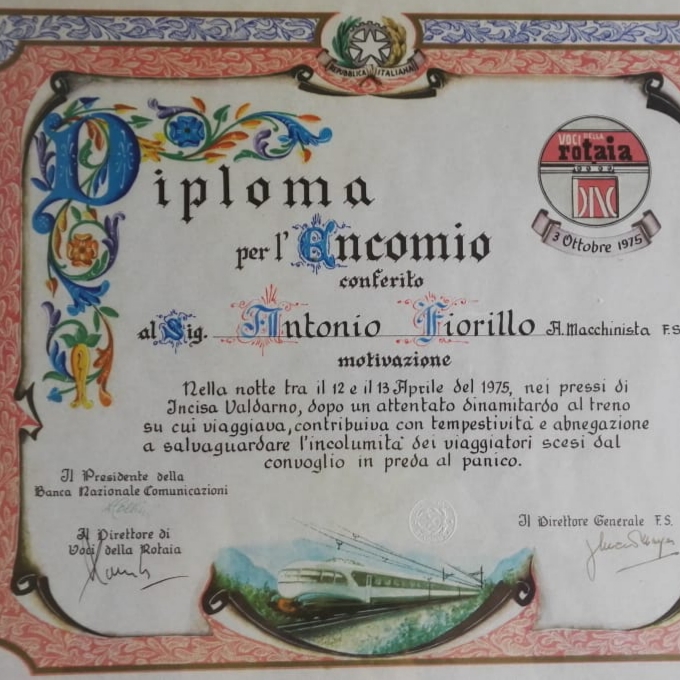 REPUBBLICA ITALIANA
Diploma
per l'Encomio
conferito
al Sig. Antonio Fiorillo A. Macchinista F.S
motivazione
Nella notte tra il 12 e il 13 Aprile del 1975, nei pressi di
Incisa Valdarno, dopo un attentato dinamitardo al treno
su cui viaggiava, contribuiva con tempestività e abnegazione
a salvaguardare l'incolumità dei viaggiatori scesi dal
convoglio in preda al panico.
VOCI DELLA
rotaia
BNC
3 Ottobre 1975
Il Presidente della
Banca Nazionale Comunicazioni
Il Direttore di
Voci della Rotaia
Il Direttore Generale F.S.